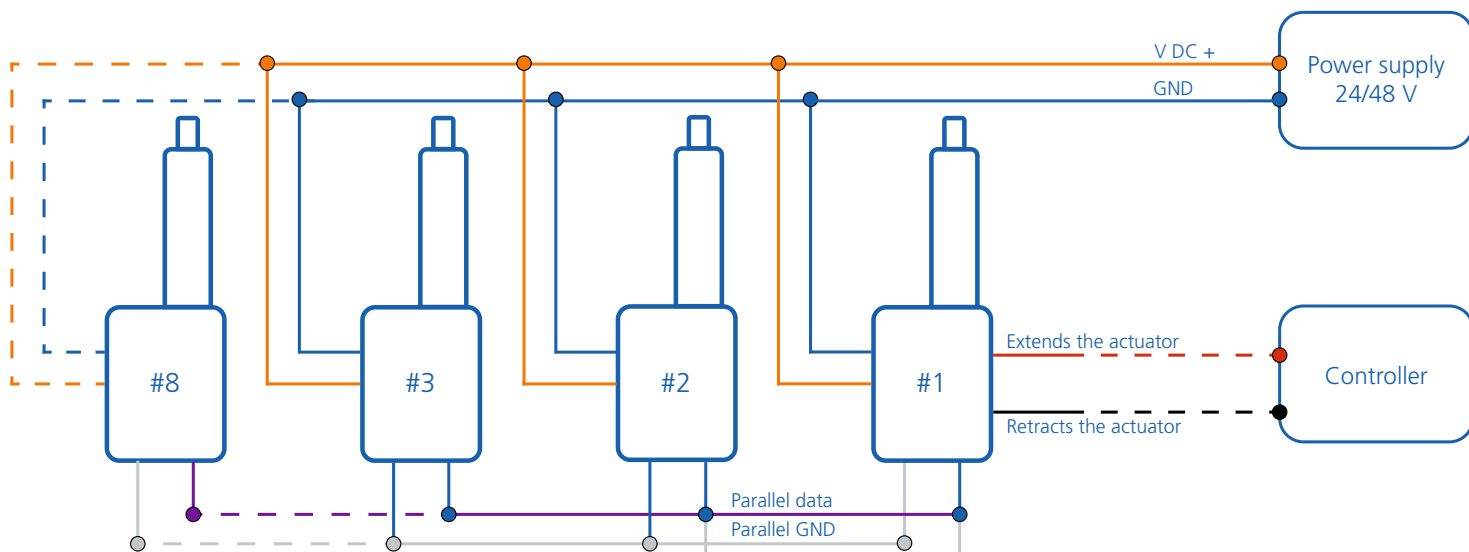 V DC +
GND
Power supply
24/48 V
Extends the actuator
Controller
#8
#3
#2
#1
Retracts the actuator
Parallel data
Parallel GND